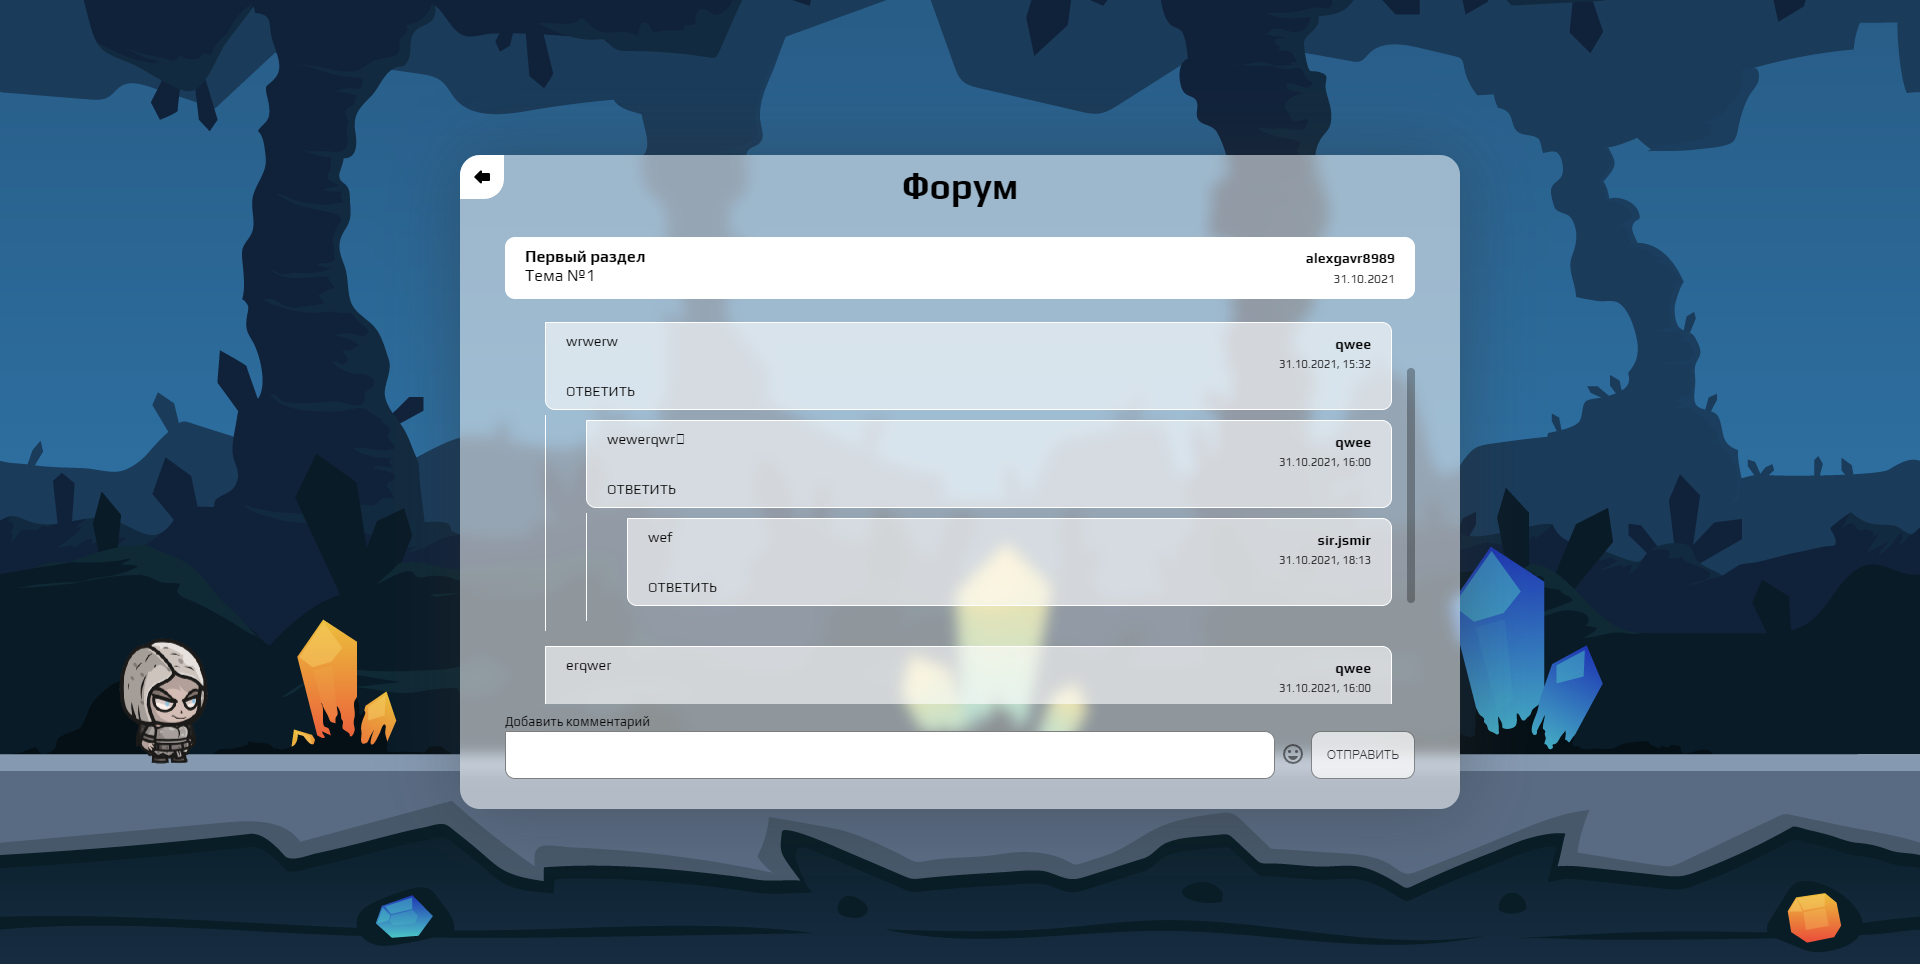 Форум
Первый раздел
alexgavr8989
Тема №1
31.10.2021
wrwerw
qwee
31.10.2021, 15:32
ОТВЕТИТЬ
wewerqwr
qwee
31.10.2021, 16:00
ОТВЕТИТЬ
wef
sir.jsmir
31.10.2021, 18:13
ОТВЕТИТЬ
erqwer
qwee
31.10.2021, 16:00
Добавить комментарий
ОТПРАВИТЬ